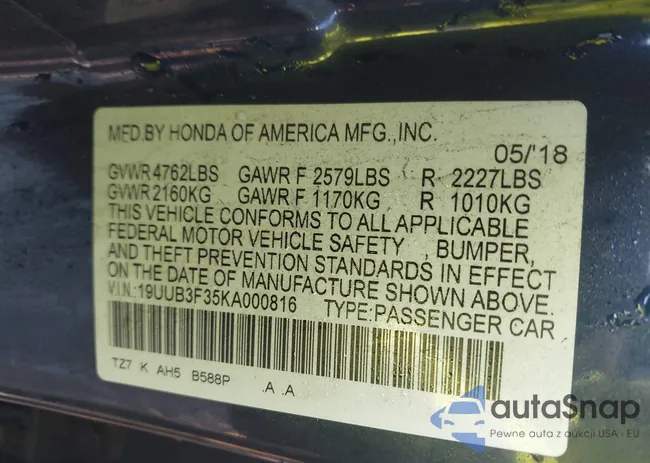 MFD.BY HONDA OF AMERICA MFG.,INC.
05/'18
GVWR 4762LBS GAWR F 2579LBS R 2227LBS
GVWR 2160KG GAWR F 1170KG R 1010KG
THIS VEHICLE CONFORMS TO ALL APPLICABLE
FEDERAL MOTOR VEHICLE SAFETY , BUMPER,
AND THEFT PREVENTION STANDARDS IN EFFECT
ON THE DATE OF MANUFACTURE SHOWN ABOVE.
V.I.N.:19UUB3F35KA000816 TYPE:PASSENGER CAR
TZ7 K AH5 B588P .A .A
autaSnap
Pewne auta z aukcji USA - EU